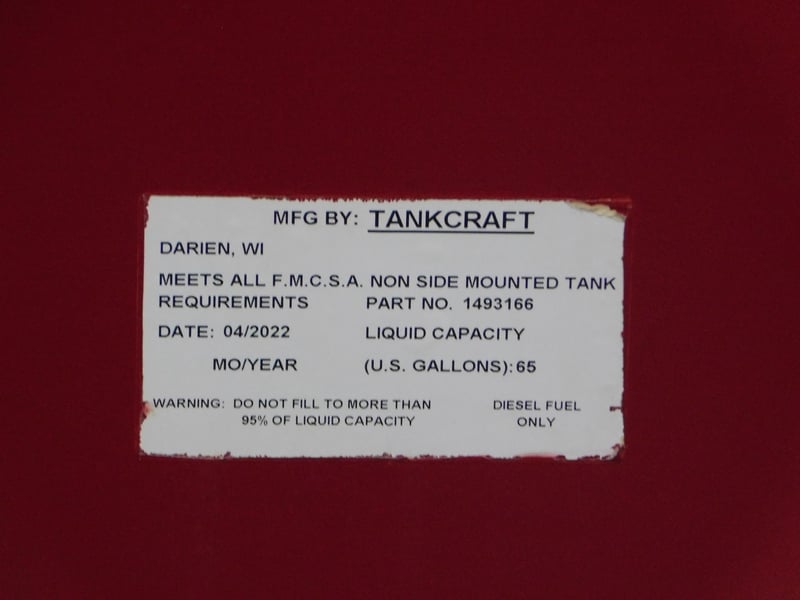 MFG BY: TANKCRAFT
DARIEN, WI
MEETS ALL F.M.C.S.A. NON SIDE MOUNTED TANK
REQUIREMENTS PART NO. 1493166
DATE: 04/2022 LIQUID CAPACITY
MO/YEAR (U.S. GALLONS): 65
WARNING: DO NOT FILL TO MORE THAN DIESEL FUEL
95% OF LIQUID CAPACITY ONLY